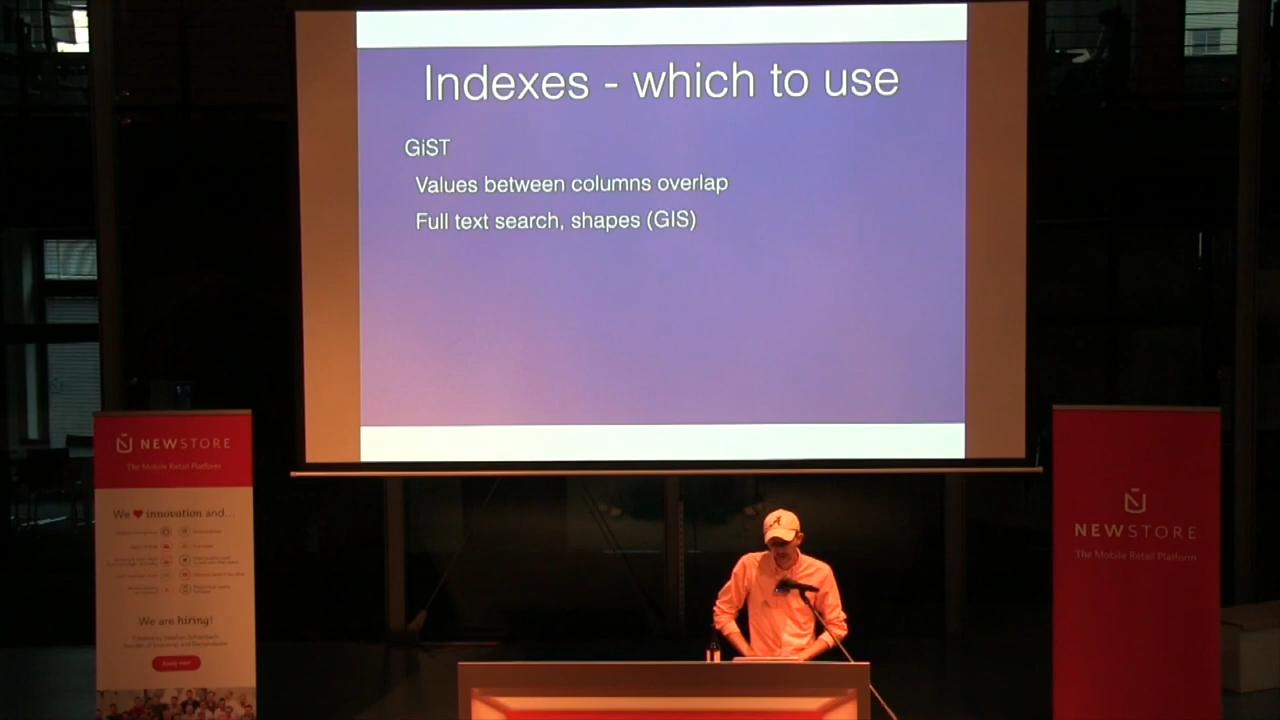 Indexes - which to use
GiST
Values between columns overlap
Full text search, shapes (GIS)
NEWSTORE
The Mobile Retail Platform
We ❤ innovation and...
We are hiring!
NEWSTORE
The Mobile Retail Platform
A